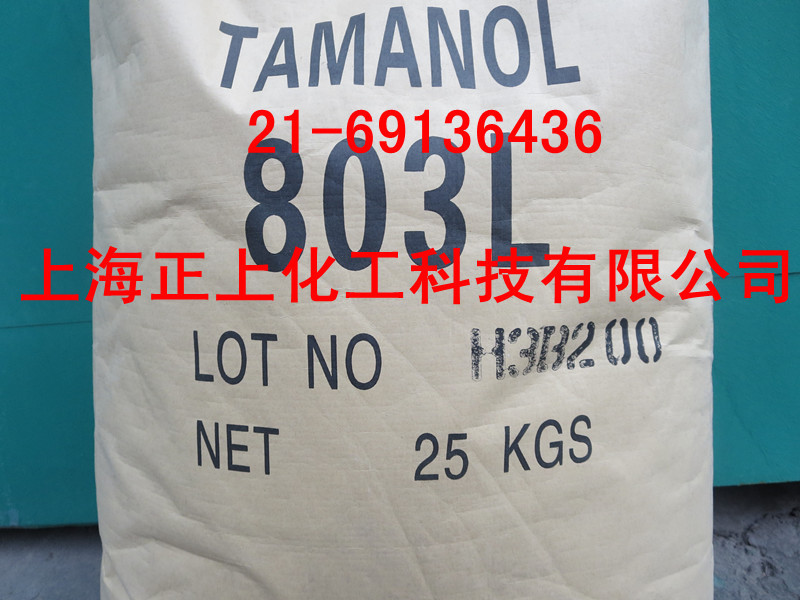 TAMANOL
21-69136436
803L
上海正上化工科技有限公司
LOT NO H3B200
NET 25 KGS